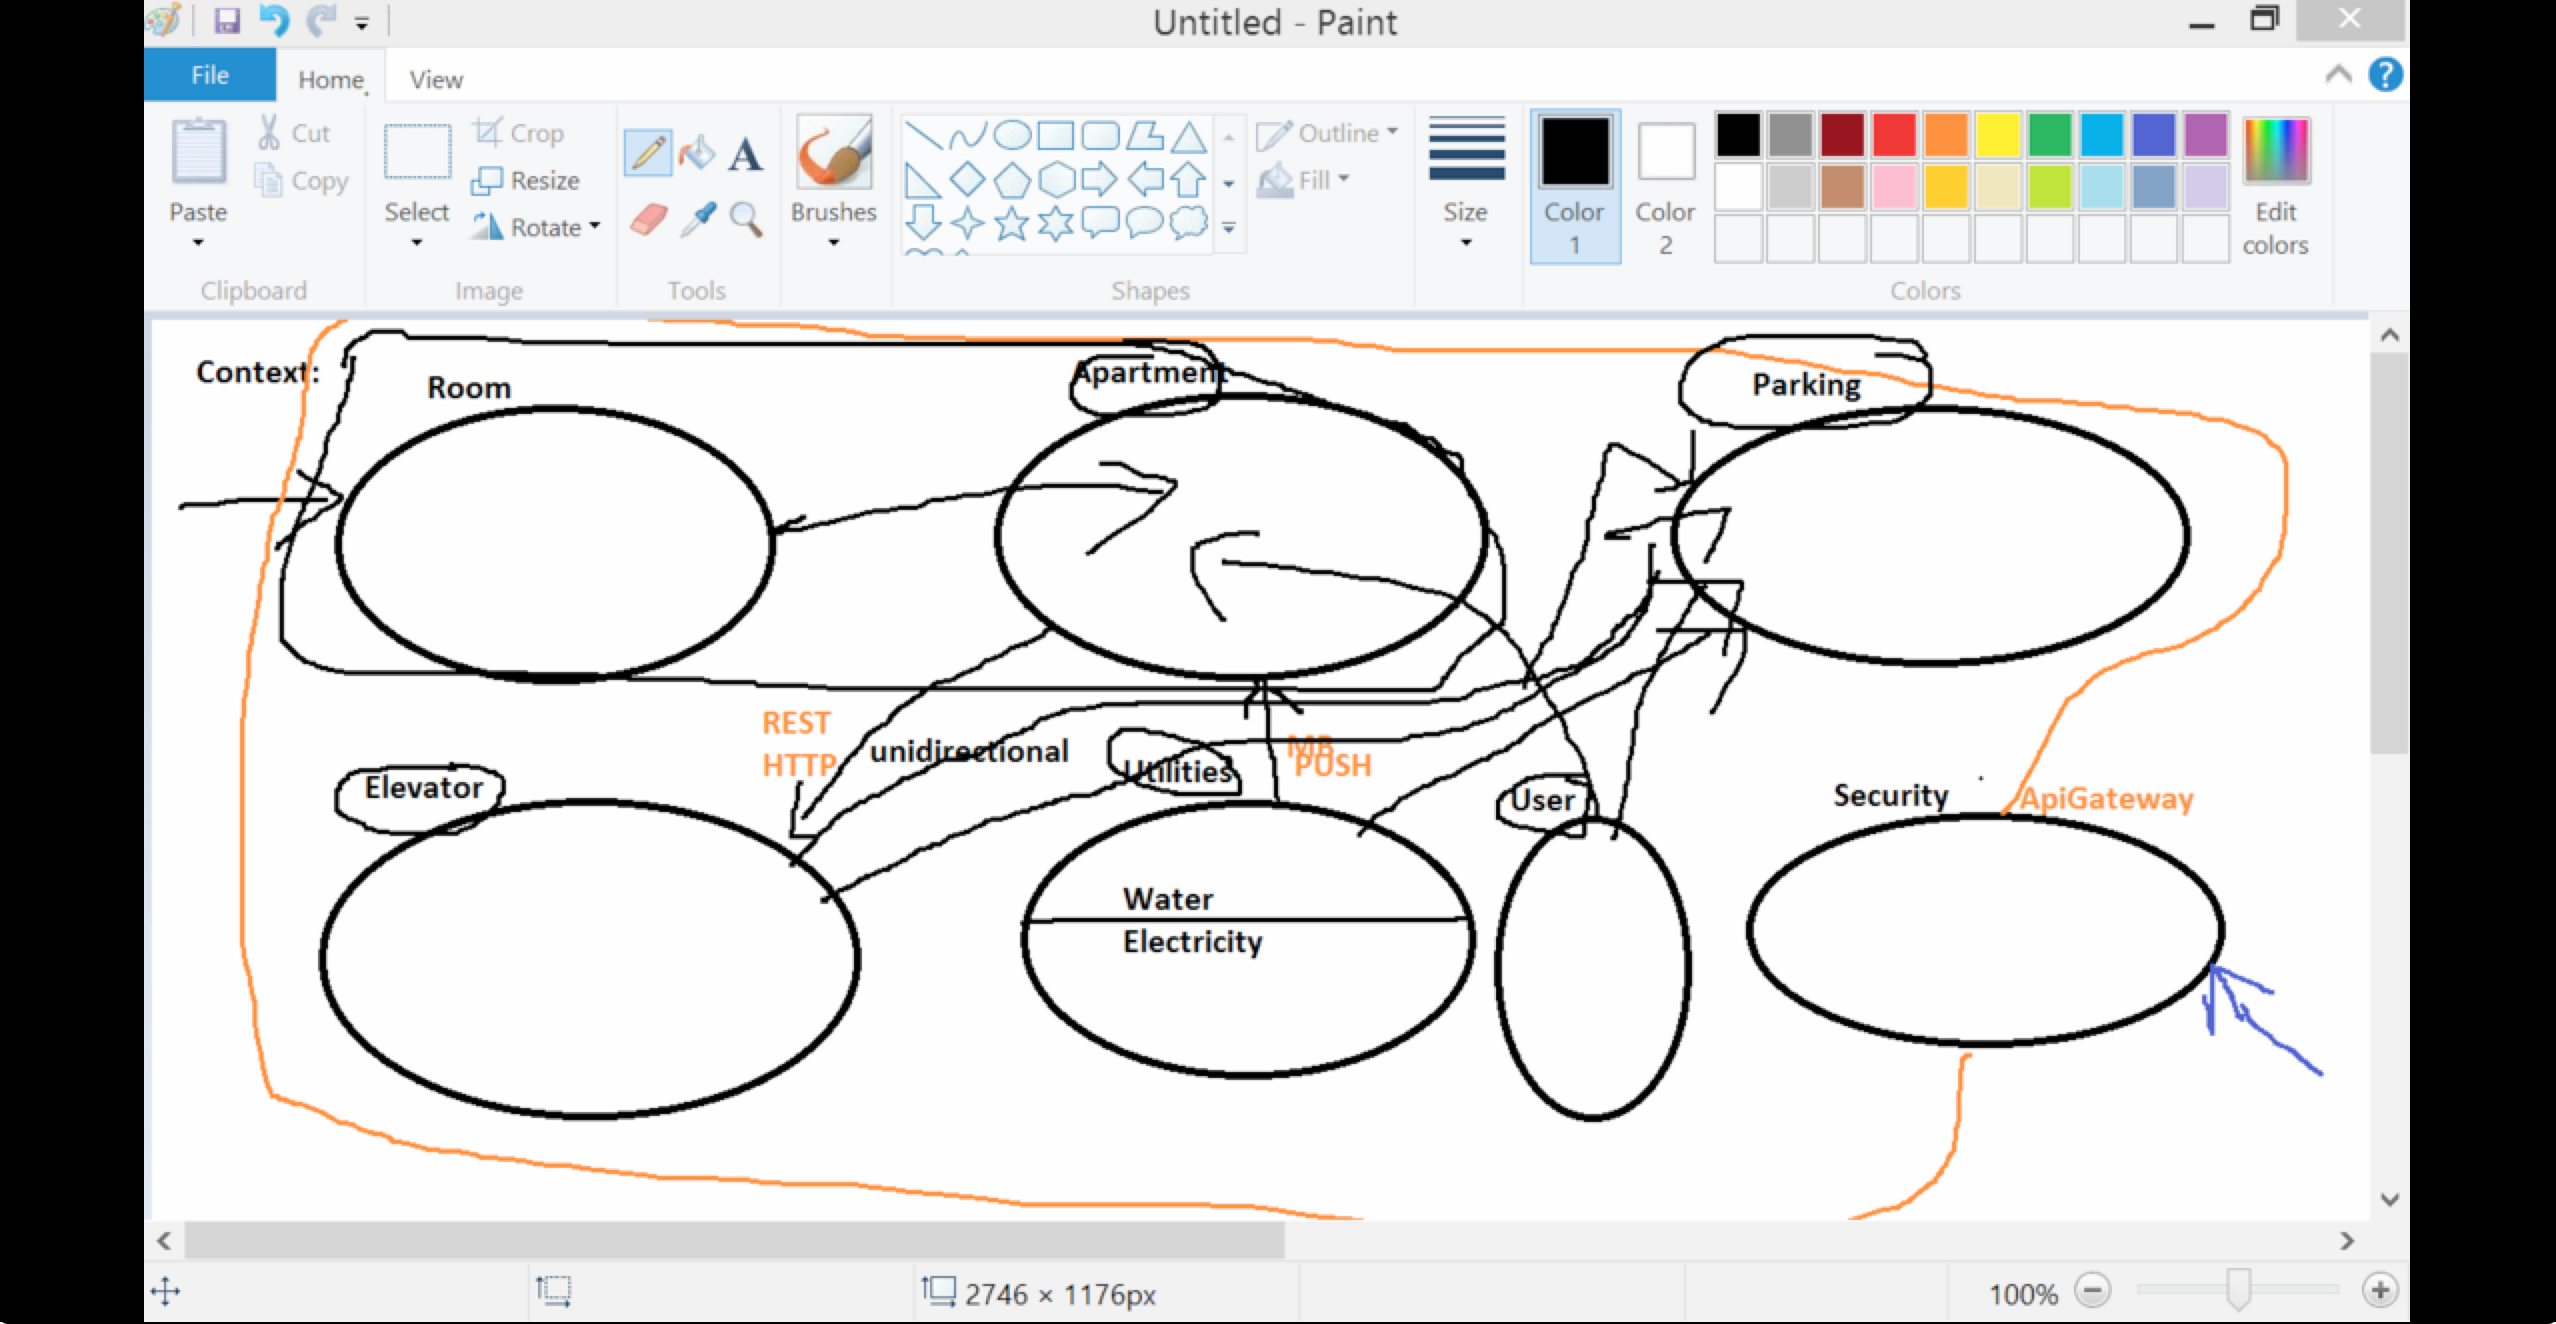 Untitled - Paint
File
Home
View
Cut
Copy
Paste
Clipboard
Crop
Resize
Rotate
Select
Image
A
Tools
Brushes
Outline
Fill
Shapes
Size
Color
1
Color
2
Edit
colors
Colors
?
Context:
Room
Apartment
Parking
REST
HTTP
unidirectional
Utilities
MB
PUSH
Elevator
User
Security
ApiGateway
Water
Electricity
2746 × 1176px
100%